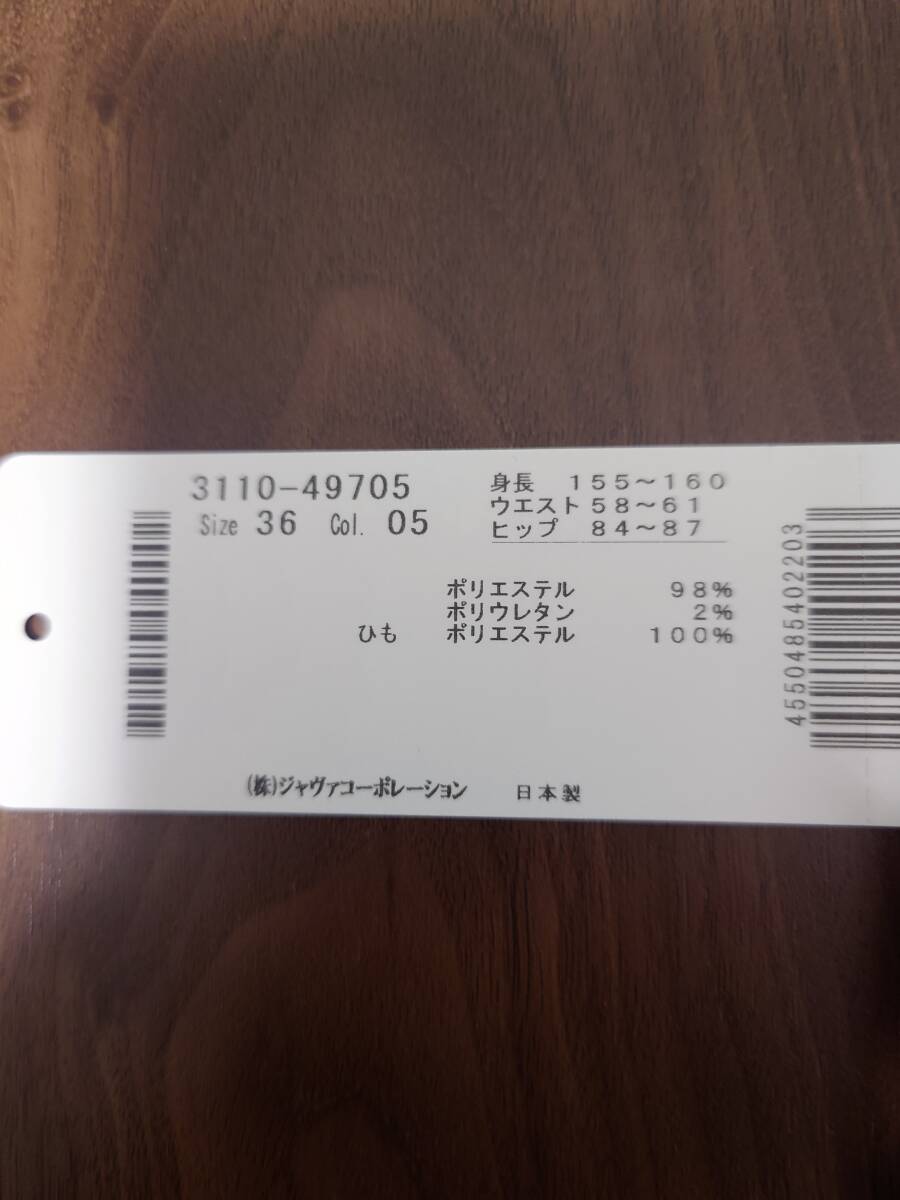 3110-49705
Size 36 Col. 05
身長 155~160
ウエスト 58~61
ヒップ 84~87
ポリエステル 98%
ポリウレタン 2%
ひも ポリエステル 100%
(株)ジャヴァコーポレーション 日本製
4550485402203